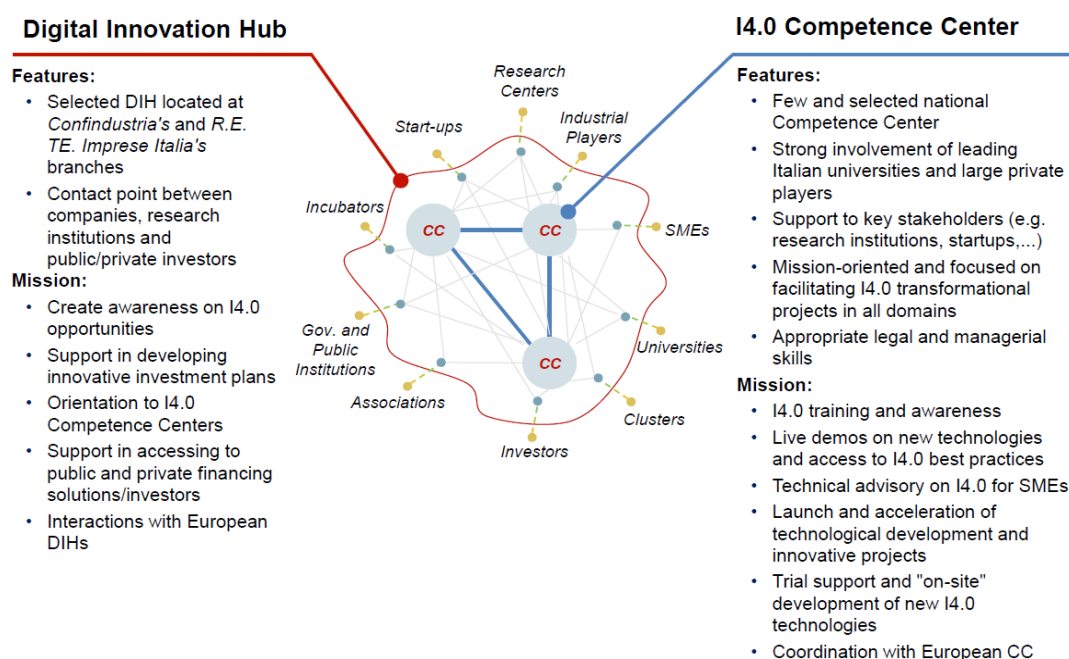 Digital Innovation Hub
Features:
• Selected DIH located at
Confindustria's and R.E.
TE. Imprese Italia's
branches
• Contact point between
companies, research
institutions and
public/private investors
Mission:
• Create awareness on I4.0
opportunities
• Support in developing
innovative investment plans
• Orientation to I4.0
Competence Centers
• Support in accessing to
public and private financing
solutions/investors
• Interactions with European
DIHs
Research
Centers
Start-ups
Industrial
Players
Incubators
CC
CC
SMEs
Gov. and
Public
Institutions
Universities
CC
Associations
Clusters
Investors
I4.0 Competence Center
Features:
• Few and selected national
Competence Center
• Strong involvement of leading
Italian universities and large private
players
• Support to key stakeholders (e.g.
research institutions, startups,...)
• Mission-oriented and focused on
facilitating I4.0 transformational
projects in all domains
• Appropriate legal and managerial
skills
Mission:
• I4.0 training and awareness
• Live demos on new technologies
and access to I4.0 best practices
• Technical advisory on I4.0 for SMEs
• Launch and acceleration of
technological development and
innovative projects
• Trial support and "on-site"
development of new I4.0
technologies
• Coordination with European CC